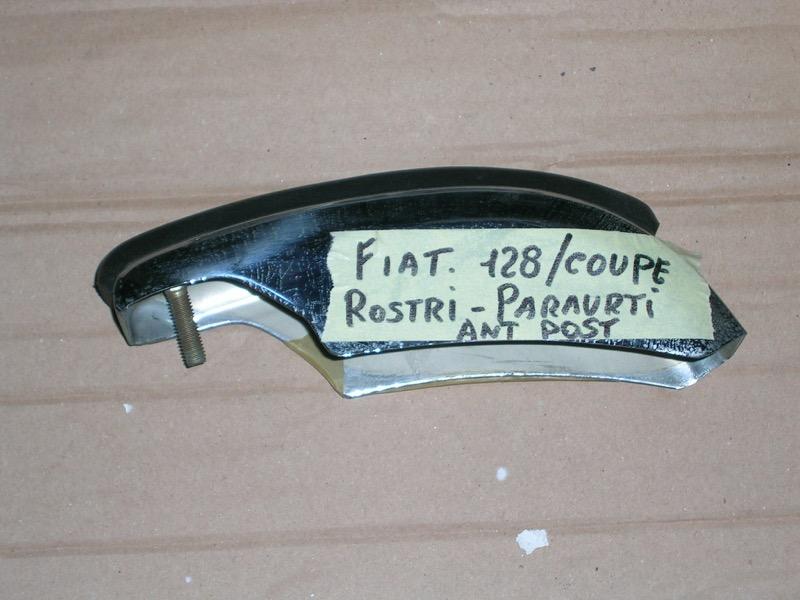 FIAT. 128/COUPE
ROSTRI - PARAURTI
ANT POST